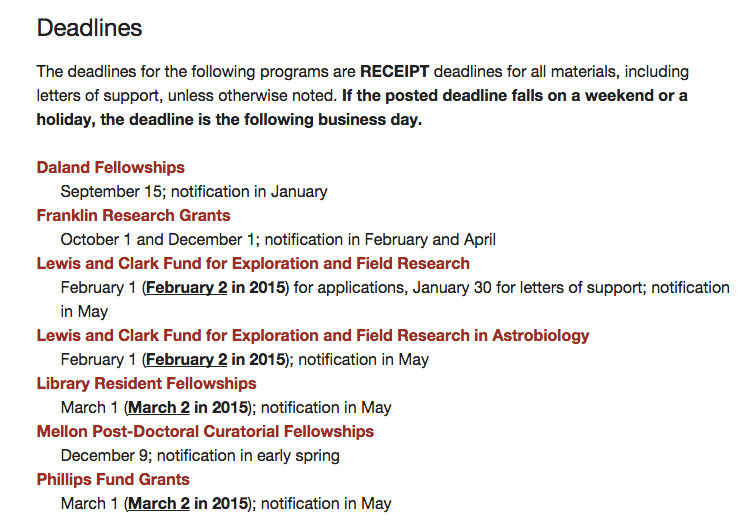 Deadlines
The deadlines for the following programs are RECEIPT deadlines for all materials, including
letters of support, unless otherwise noted. If the posted deadline falls on a weekend or a
holiday, the deadline is the following business day.
Daland Fellowships
September 15; notification in January
Franklin Research Grants
October 1 and December 1; notification in February and April
Lewis and Clark Fund for Exploration and Field Research
February 1 (February 2 in 2015) for applications, January 30 for letters of support; notification
in May
Lewis and Clark Fund for Exploration and Field Research in Astrobiology
February 1 (February 2 in 2015); notification in May
Library Resident Fellowships
March 1 (March 2 in 2015); notification in May
Mellon Post-Doctoral Curatorial Fellowships
December 9; notification in early spring
Phillips Fund Grants
March 1 (March 2 in 2015); notification in May